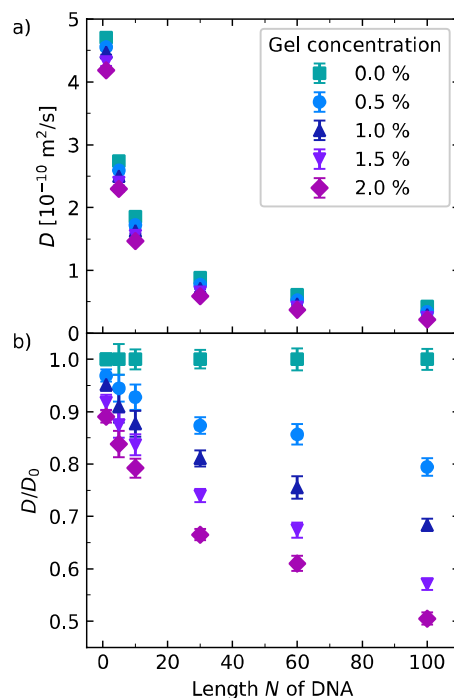 a)
5
4
3
2
1
0
D [10⁻¹⁰ m²/s]
Gel concentration
0.0 %
0.5 %
1.0 %
1.5 %
2.0 %
b)
1.0
0.9
0.8
0.7
0.6
0.5
D/D₀
0 20 40 60 80 100
Length N of DNA